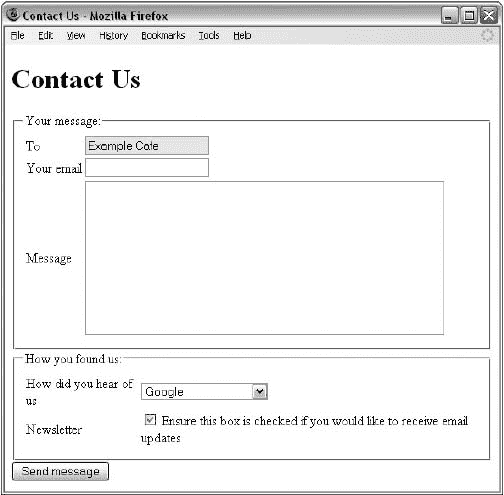 Contact Us - Mozilla Firefox
File Edit View History Bookmarks Tools Help
Contact Us
Your message:
To Example Cafe
Your email
Message
How you found us:
How did you hear of
us
Google
Newsletter
Ensure this box is checked if you would like to receive email
updates
Send message